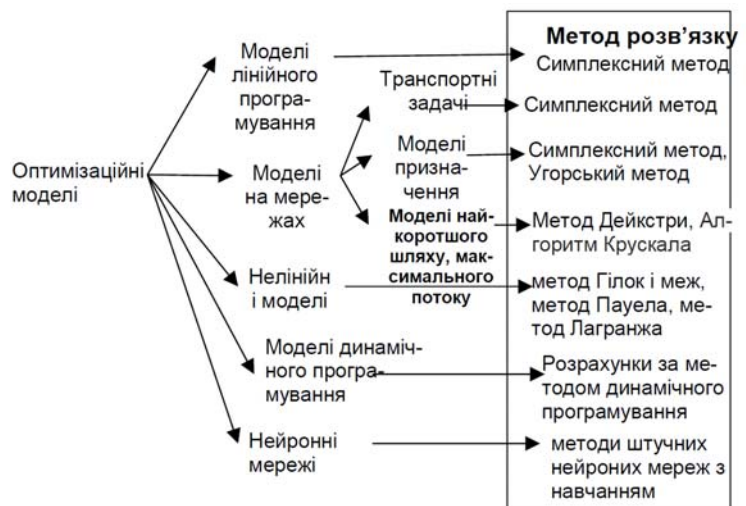 Оптимізаційні
моделі
Моделі
лінійного
програ-
мування
Моделі
на мере-
жах
Нелінійн
і моделі
Моделі динаміч-
ного програ-
мування
Нейронні
мережі
Транспортні
задачі
Моделі
призна-
чення
Моделі най-
коротшого
шляху, мак-
симального
потоку
Метод розв’язку
Симплексний метод
Симплексний метод
Симплексний метод,
Угорський метод
Метод Дейкстри, Ал-
горитм Крускала
метод Гілок і меж,
метод Пауела, ме-
тод Лагранжа
Розрахунки за ме-
тодом динамічного
програмування
методи штучних
нейроних мереж з
навчанням